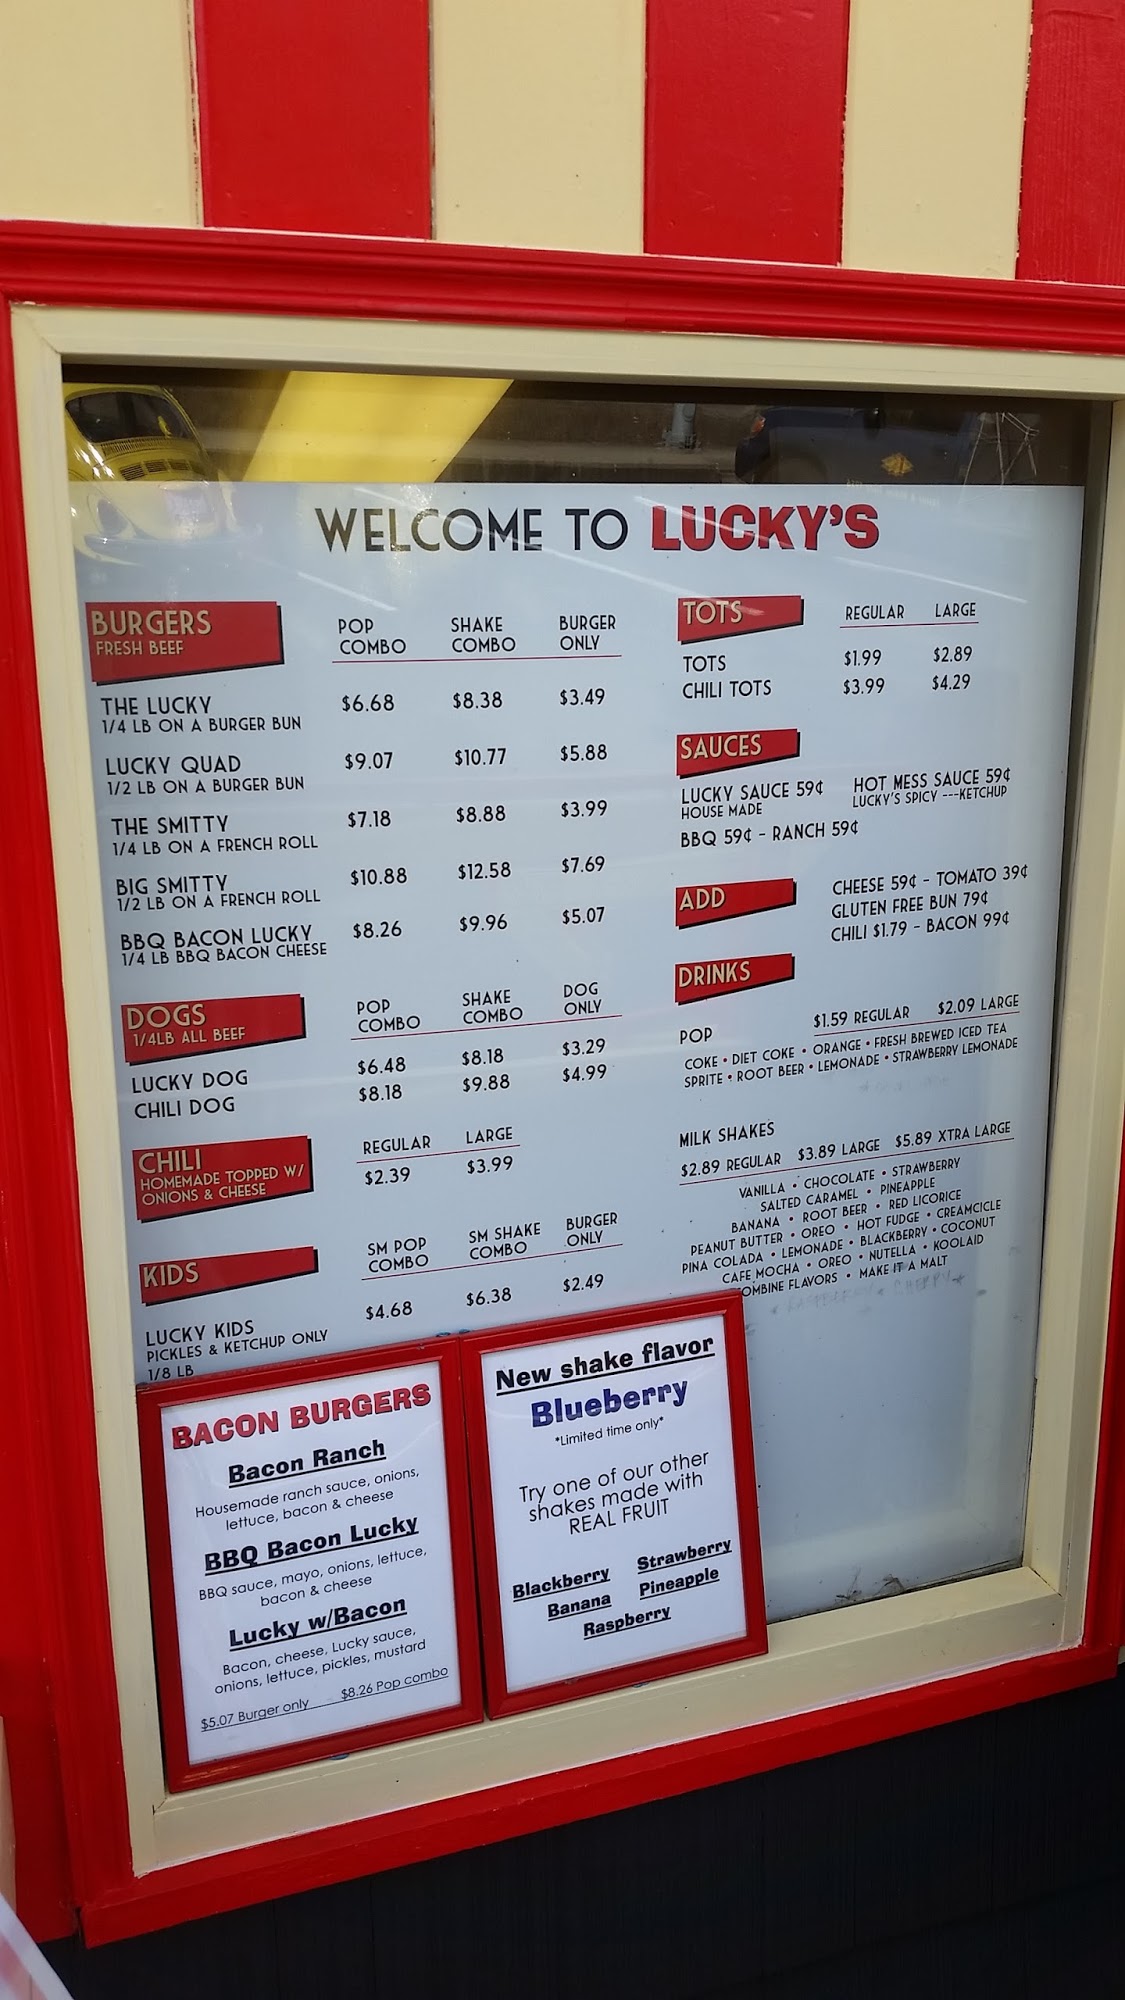 WELCOME TO LUCKY'S
BURGERS
FRESH BEEF
POP COMBO
SHAKE COMBO
BURGER ONLY
THE LUCKY $6.68 $8.38 $3.49
1/4 LB ON A BURGER BUN
LUCKY QUAD $9.07 $10.77 $5.88
1/2 LB ON A BURGER BUN
THE SMITTY $7.18 $8.88 $3.99
1/4 LB ON A FRENCH ROLL
BIG SMITTY $10.88 $12.58 $7.69
1/2 LB ON A FRENCH ROLL
BBQ BACON LUCKY $8.26 $9.96 $5.07
1/4 LB BBQ BACON CHEESE
DOGS
1/4LB ALL BEEF
POP COMBO
SHAKE COMBO
DOG ONLY
LUCKY DOG $6.48 $8.18 $3.29
CHILI DOG $8.18 $9.88 $4.99
CHILI
HOMEMADE TOPPED W/
ONIONS & CHEESE
REGULAR LARGE
$2.39 $3.99
KIDS
SM POP COMBO
SM SHAKE COMBO
BURGER ONLY
$4.68 $6.38 $2.49
LUCKY KIDS
PICKLES & KETCHUP ONLY
1/8 LB
TOTS REGULAR LARGE
TOTS $1.99 $2.89
CHILI TOTS $3.99 $4.29
SAUCES
LUCKY SAUCE 59¢
HOUSE MADE
HOT MESS SAUCE 59¢
LUCKY'S SPICY ---KETCHUP
BBQ 59¢ - RANCH 59¢
ADD
CHEESE 59¢ - TOMATO 39¢
GLUTEN FREE BUN 79¢
CHILI $1.79 - BACON 99¢
DRINKS
POP $1.59 REGULAR $2.09 LARGE
COKE • DIET COKE • ORANGE • FRESH BREWED ICED TEA
SPRITE • ROOT BEER • LEMONADE • STRAWBERRY LEMONADE
MILK SHAKES
$2.89 REGULAR $3.89 LARGE $5.89 XTRA LARGE
VANILLA • CHOCOLATE • STRAWBERRY
SALTED CARAMEL • PINEAPPLE
BANANA • ROOT BEER • RED LICORICE
PEANUT BUTTER • OREO • HOT FUDGE • CREAMCICLE
PINA COLADA • LEMONADE • BLACKBERRY • COCONUT
CAFE MOCHA • OREO • NUTELLA • KOOLAID
OMBINE FLAVORS • MAKE IT A MALT
BACON BURGERS
Bacon Ranch
Housemade ranch sauce, onions,
lettuce, bacon & cheese
BBQ Bacon Lucky
BBQ sauce, mayo, onions, lettuce,
bacon & cheese
Lucky w/Bacon
Bacon, cheese, Lucky sauce,
onions, lettuce, pickles, mustard
$5.07 Burger only $8.26 Pop combo
New shake flavor
Blueberry
*Limited time only*
Try one of our other
shakes made with
REAL FRUIT
Blackberry Strawberry
Banana Pineapple
Raspberry